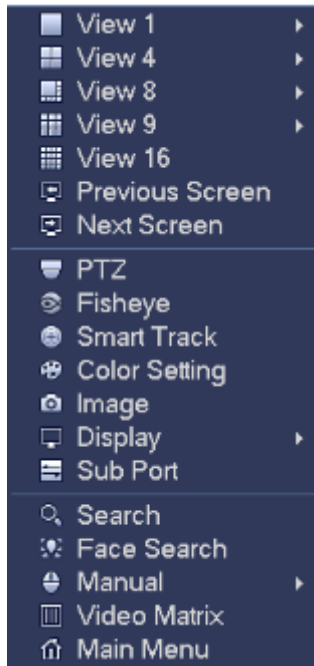 View 1
View 4
View 8
View 9
View 16
Previous Screen
Next Screen
PTZ
Fisheye
Smart Track
Color Setting
Image
Display
Sub Port
Search
Face Search
Manual
Video Matrix
Main Menu